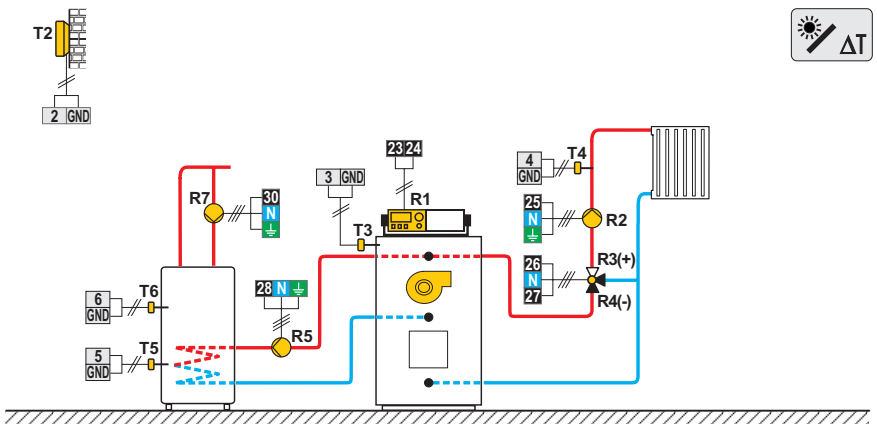 T2
2 GND
ΔT
23 24
3 GND
R1
4
GND
T4
R7
30
N
T3
25
N
R2
26
N
27
R3(+)
R4(-)
6
GND
T6
28 N
R5
5
GND
T5